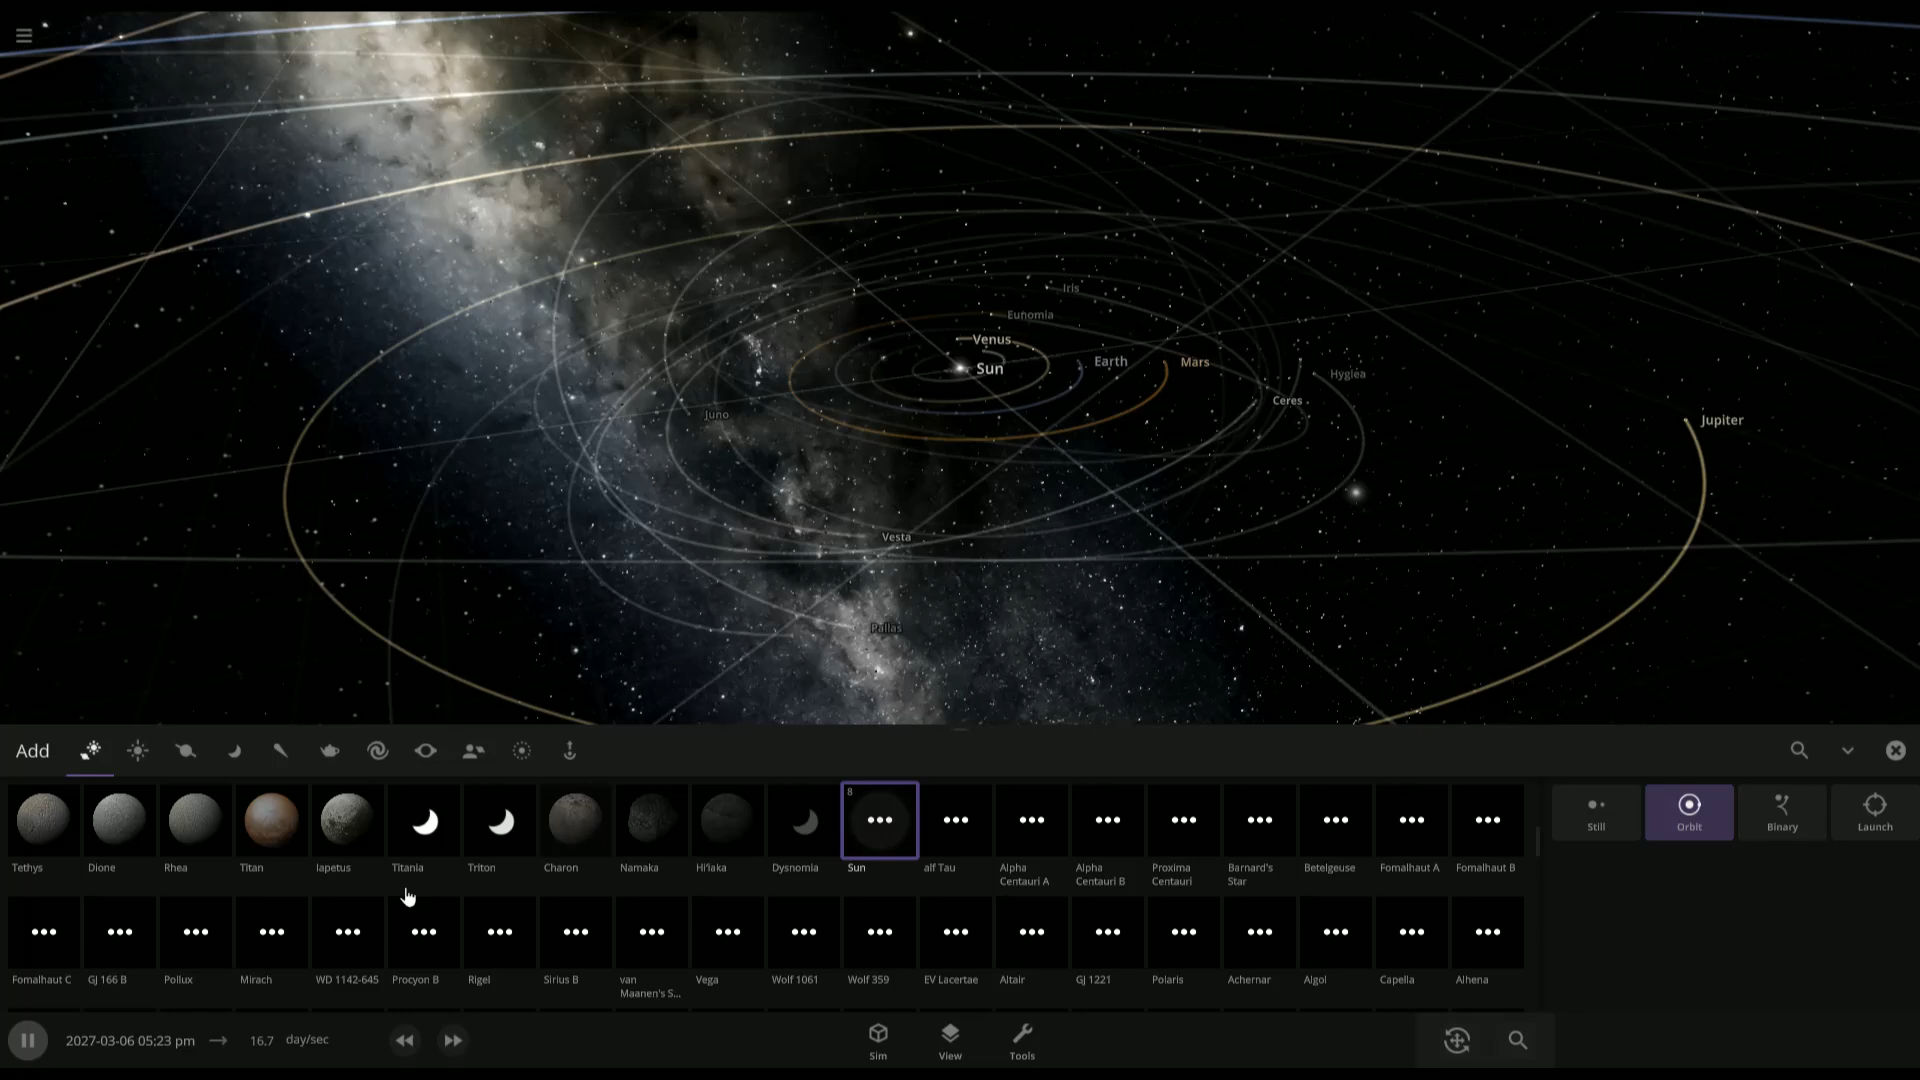 Iris
Eunomia
Venus
Sun
Earth
Mars
Hygiea
Ceres
Juno
Jupiter
Vesta
Pallas
Add
8
Tethys
Dione
Rhea
Titan
Iapetus
Titania
Triton
Charon
Namaka
Hi'iaka
Dysnomia
Sun
alf Tau
Alpha
Centauri A
Alpha
Centauri B
Proxima
Centauri
Barnard's
Star
Betelgeuse
Fomalhaut A
Fomalhaut B
Still
Orbit
Binary
Launch
Fomalhaut C
GJ 166 B
Pollux
Mirach
WD 1142-645
Procyon B
Rigel
Sirius B
van
Maanen's S...
Vega
Wolf 1061
Wolf 359
EV Lacertae
Altair
GJ 1221
Polaris
Achernar
Algol
Capella
Alhena
2027-03-06 05:23 pm → 16.7 day/sec
Sim
View
Tools